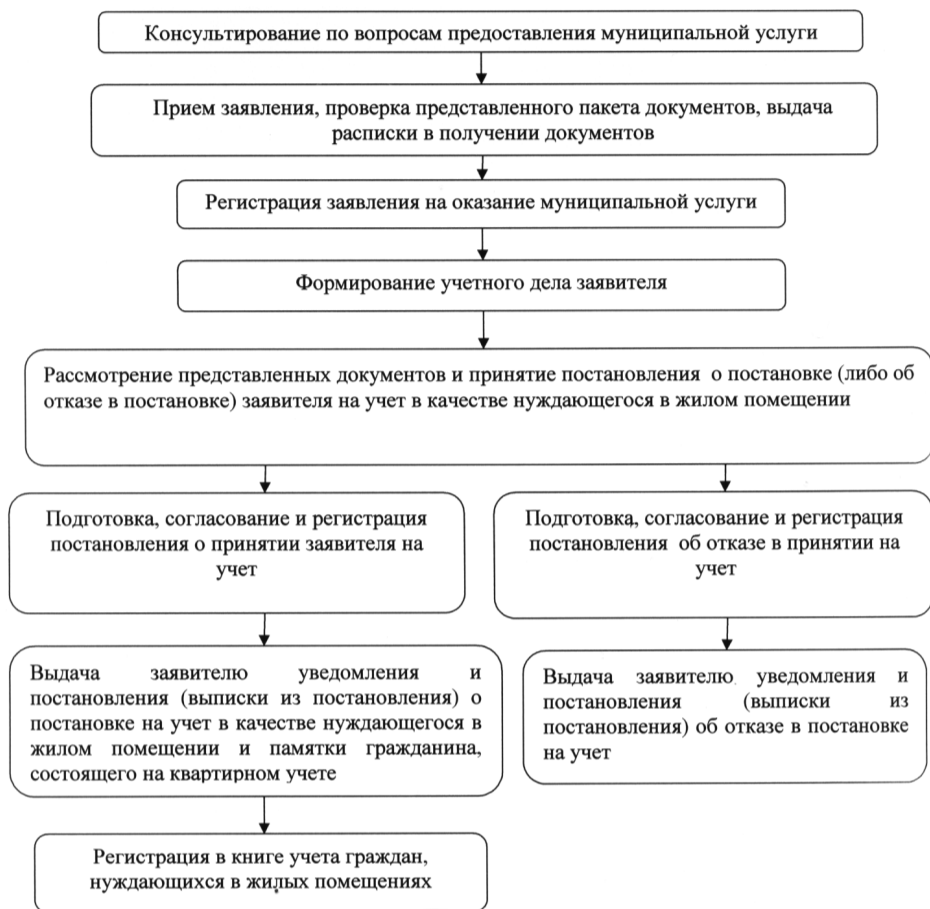 Консультирование по вопросам предоставления муниципальной услуги
Прием заявления, проверка представленного пакета документов, выдача
расписки в получении документов
Регистрация заявления на оказание муниципальной услуги
Формирование учетного дела заявителя
Рассмотрение представленных документов и принятие постановления о постановке (либо об
отказе в постановке) заявителя на учет в качестве нуждающегося в жилом помещении
Подготовка, согласование и регистрация
постановления о принятии заявителя на
учет
Подготовка, согласование и регистрация
постановления об отказе в принятии на
учет
Выдача заявителю уведомления и
постановления (выписки из постановления) о
постановке на учет в качестве нуждающегося в
жилом помещении и памятки гражданина,
состоящего на квартирном учете
Выдача заявителю уведомления и
постановления (выписки из
постановления) об отказе в постановке
на учет
Регистрация в книге учета граждан,
нуждающихся в жилых помещениях